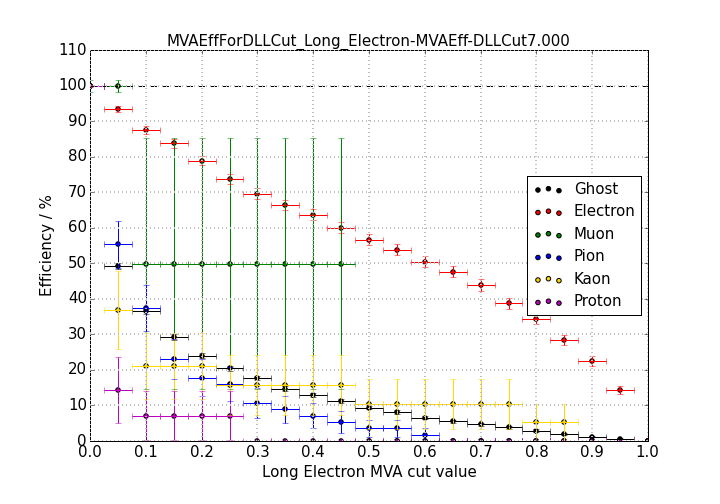 MVAEffForDLLCut_Long_Electron-MVAEff-DLLCut7.000
110
100
90
80
70
60
50
40
30
20
10
0
Efficiency / %
Ghost
Electron
Muon
Pion
Kaon
Proton
0.0 0.1 0.2 0.3 0.4 0.5 0.6 0.7 0.8 0.9 1.0
Long Electron MVA cut value